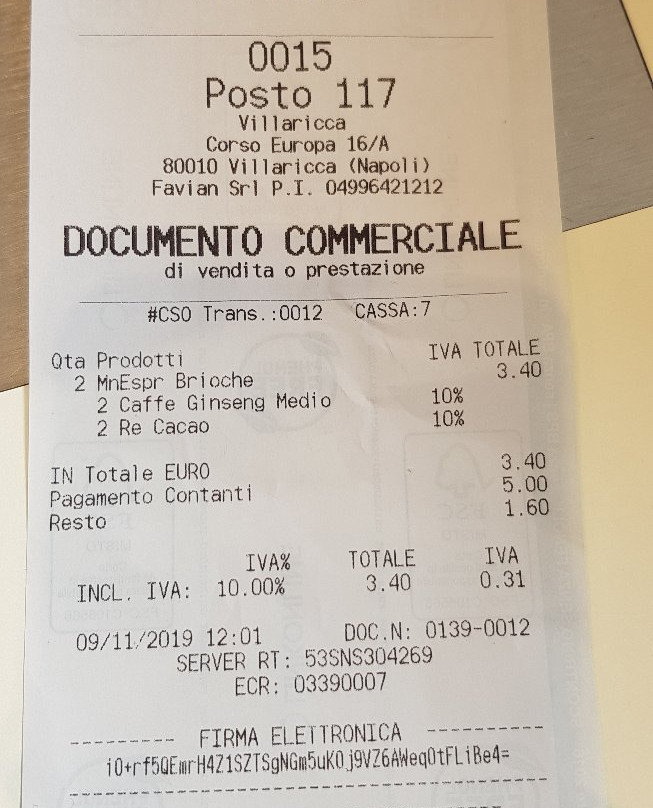 0015
Posto 117
Villaricca
Corso Europa 16/A
80010 Villaricca (Napoli)
Favian Srl P.I. 04996421212
DOCUMENTO COMMERCIALE
di vendita o prestazione
#CSO Trans.:0012 CASSA:7
Qta Prodotti IVA TOTALE
2 MnEspr Brioche 3.40
2 Caffe Ginseng Medio 10%
2 Re Cacao 10%
IN Totale EURO 3.40
Pagamento Contanti 5.00
Resto 1.60
IVA% TOTALE IVA
INCL. IVA: 10.00% 3.40 0.31
09/11/2019 12:01 DOC.N: 0139-0012
SERVER RT: 53SNS304269
ECR: 03390007
--------- FIRMA ELETTRONICA ----------
i0+rf5QEmrH4Z1SZTSgNGm5uKOj9VZ6AWeqOtFLiBe4=